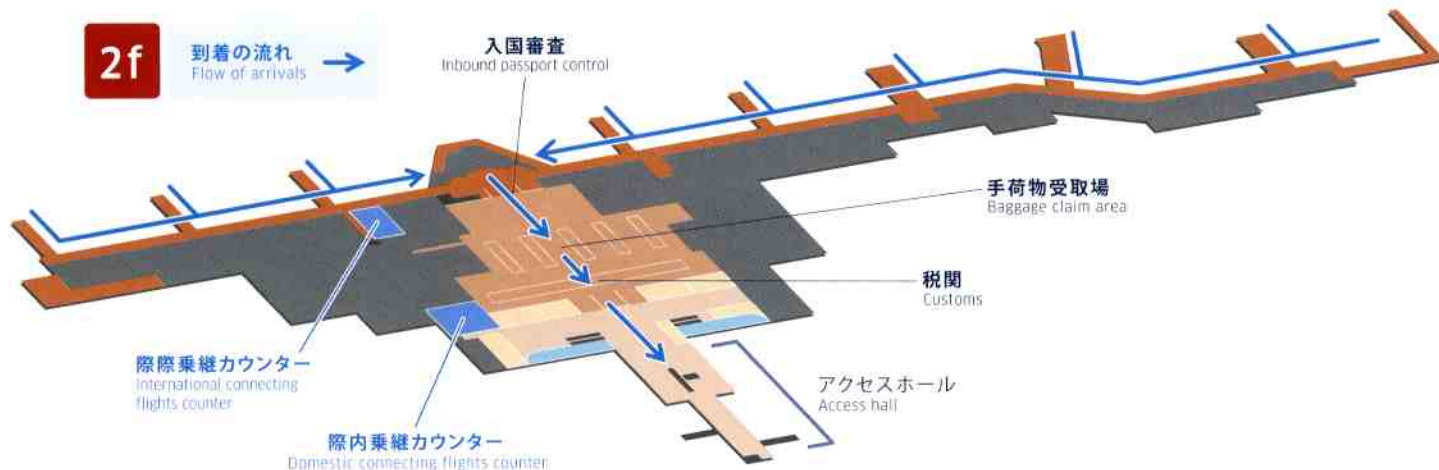 2f
到着の流れ
Flow of arrivals
入国審査
Inbound passport control
手荷物受取場
Baggage claim area
税関
Customs
際際乗継カウンター
International connecting
flights counter
アクセスホール
Access hall
際内乗継カウンター
Domestic connecting flights counter